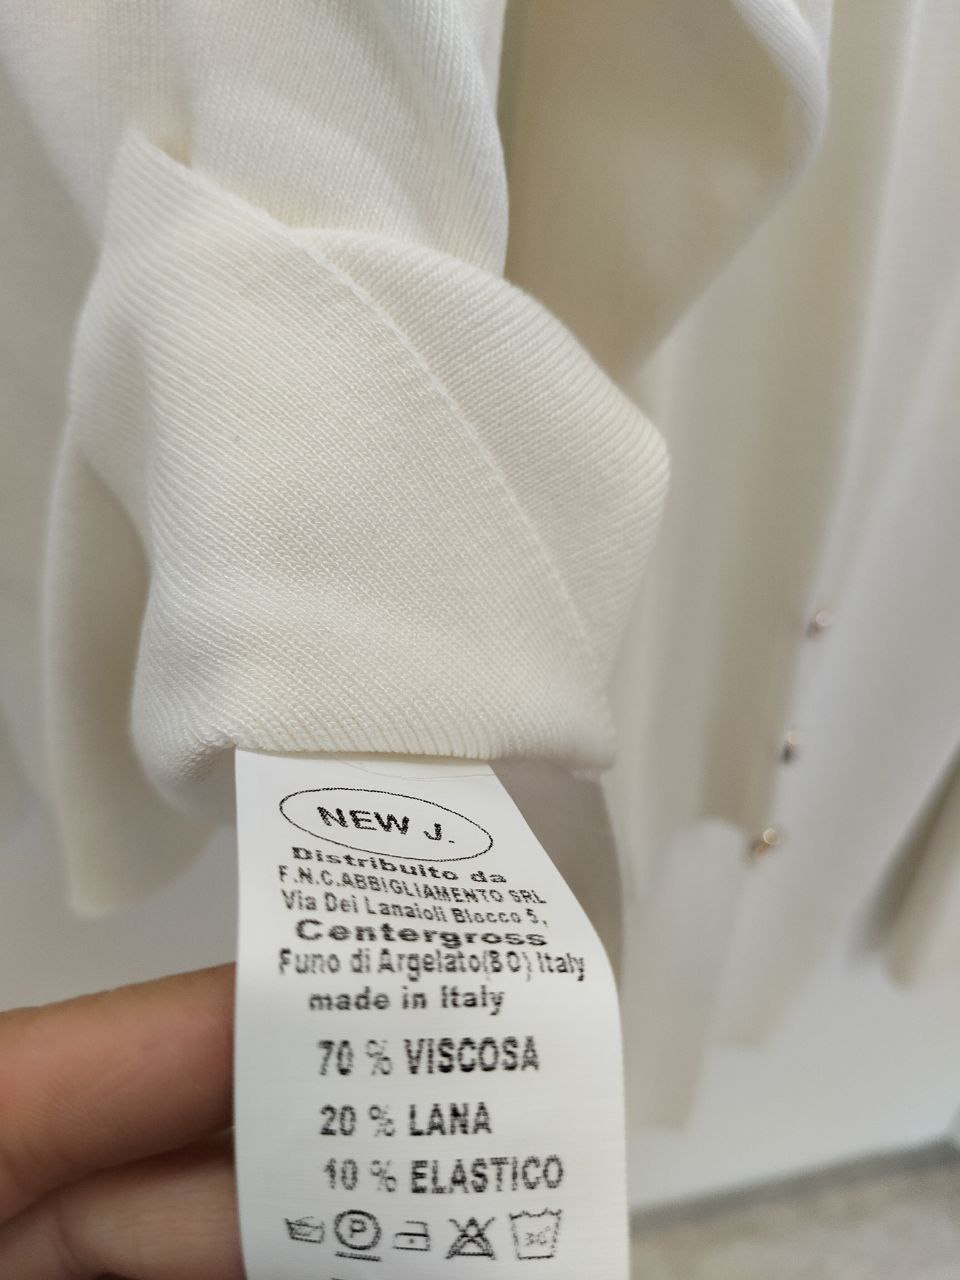 NEW J.
Distribuito da
F.N.C.ABBIGLIAMENTO SRL
Via Dei Lanaioli Blocco 5,
Centergross
Funo di Argelato(BO) Italy
made in Italy
70 % VISCOSA
20 % LANA
10 % ELASTICO
P
30